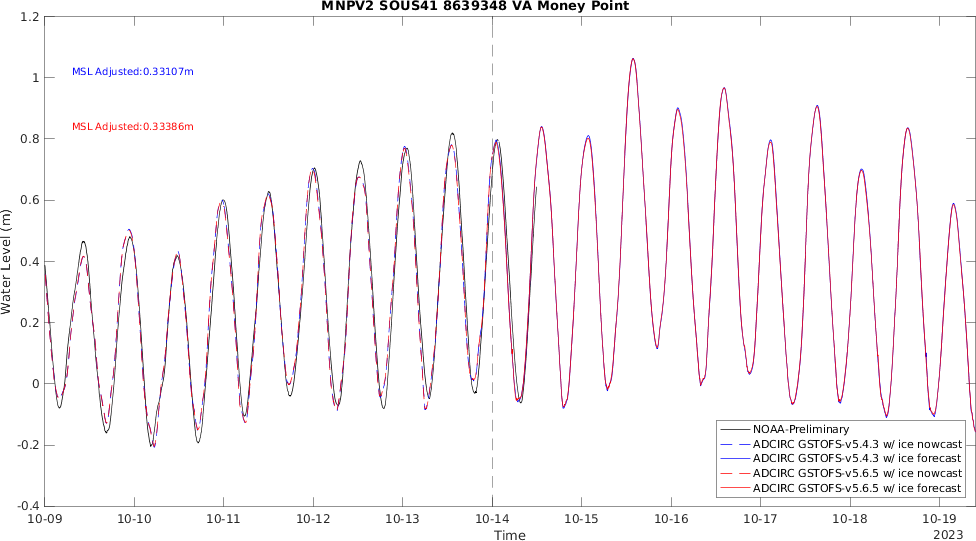 MNPV2 SOUS41 8639348 VA Money Point
1.2
1
0.8
0.6
0.4
0.2
0
-0.2
-0.4
Water Level (m)
MSL Adjusted:0.33107m
MSL Adjusted:0.33386m
NOAA-Preliminary
ADCIRC GSTOFS-v5.4.3 w/ ice nowcast
ADCIRC GSTOFS-v5.4.3 w/ ice forecast
ADCIRC GSTOFS-v5.6.5 w/ ice nowcast
ADCIRC GSTOFS-v5.6.5 w/ ice forecast
10-09 10-10 10-11 10-12 10-13 10-14 10-15 10-16 10-17 10-18 10-19
Time
2023